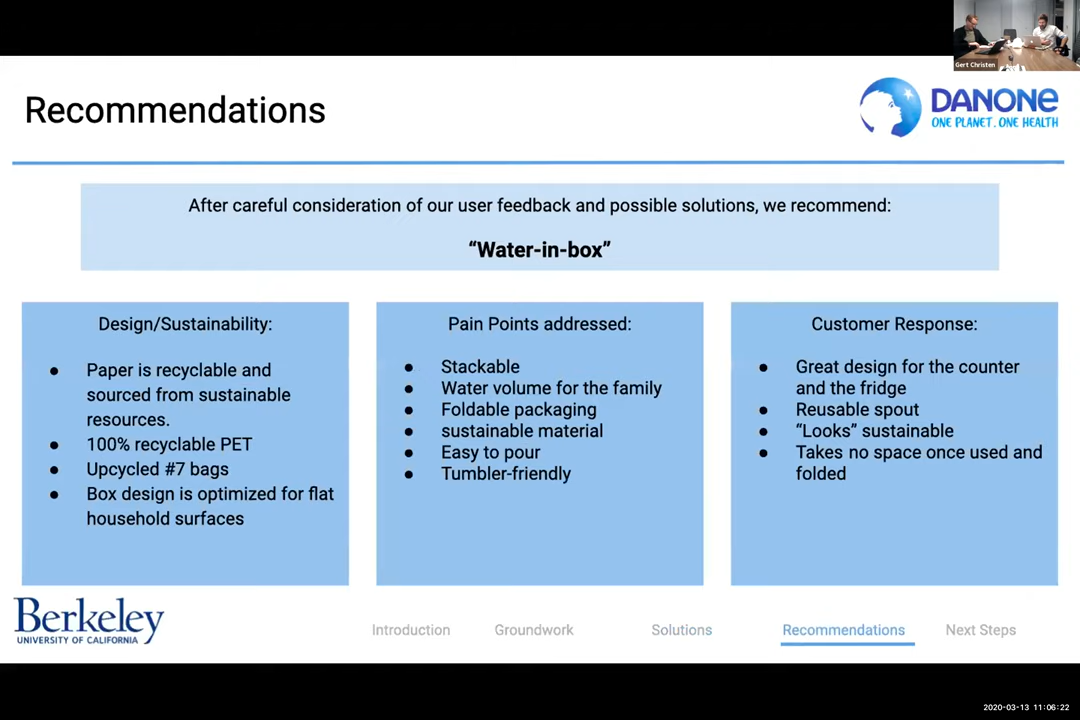 Gert Christen
Recommendations
DANONE
ONE PLANET. ONE HEALTH
After careful consideration of our user feedback and possible solutions, we recommend:
“Water-in-box”
Design/Sustainability:
● Paper is recyclable and
sourced from sustainable
resources.
● 100% recyclable PET
● Upcycled #7 bags
● Box design is optimized for flat
household surfaces
Pain Points addressed:
● Stackable
● Water volume for the family
● Foldable packaging
● sustainable material
● Easy to pour
● Tumbler-friendly
Customer Response:
● Great design for the counter
and the fridge
● Reusable spout
● “Looks” sustainable
● Takes no space once used and
folded
Berkeley
UNIVERSITY OF CALIFORNIA
Introduction
Groundwork
Solutions
Recommendations
Next Steps
2020-03-13 11:06:22